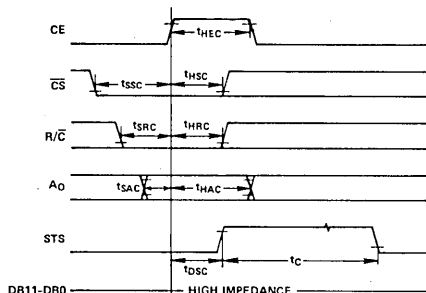 CE
tHEC
CS
tSSC
tHSC
R/C
tSRC
tHRC
A0
tSAC
tHAC
STS
tDSC
tC
DB11-DB0
HIGH IMPEDANCE